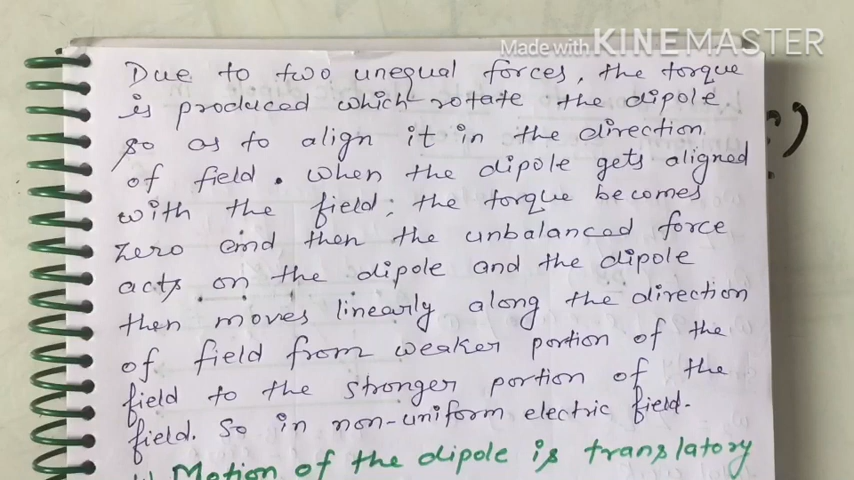 Made with KINEMASTER
Due to two unequal forces, the torque
is produced which rotate the dipole
so as to align it in the direction
of field. when the dipole gets aligned
with the field; the torque becomes
zero and then the unbalanced force
acts on the dipole and the dipole
then moves linearly along the direction
of field from weaker portion of the
field to the stronger portion of the
field. So in non-uniform electric field.
Motion of the dipole is translatory